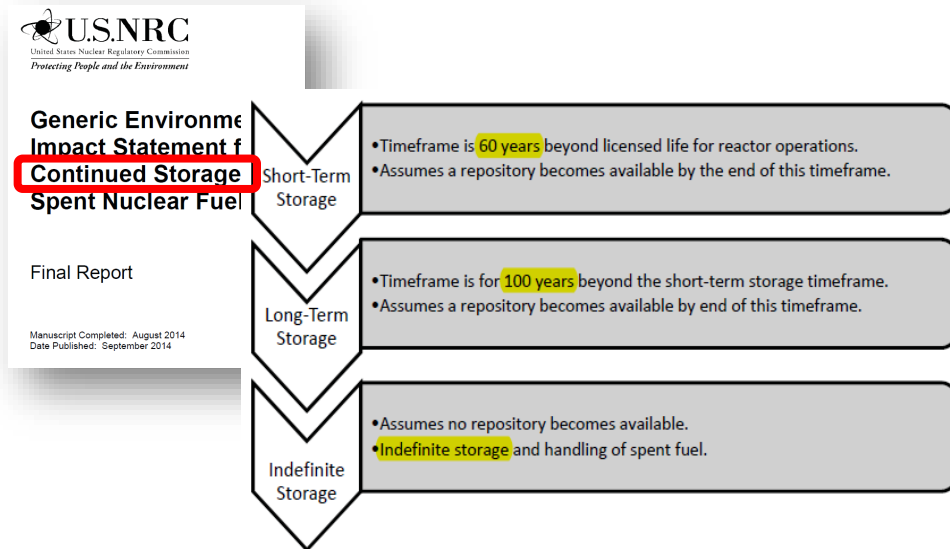 U.S.NRC
United States Nuclear Regulatory Commission
Protecting People and the Environment
Generic Environme
Impact Statement f
Continued Storage
Spent Nuclear Fuel
Final Report
Manuscript Completed: August 2014
Date Published: September 2014
Short-Term
Storage
•Timeframe is 60 years beyond licensed life for reactor operations.
•Assumes a repository becomes available by the end of this timeframe.
Long-Term
Storage
•Timeframe is for 100 years beyond the short-term storage timeframe.
•Assumes a repository becomes available by end of this timeframe.
Indefinite
Storage
•Assumes no repository becomes available.
•Indefinite storage and handling of spent fuel.